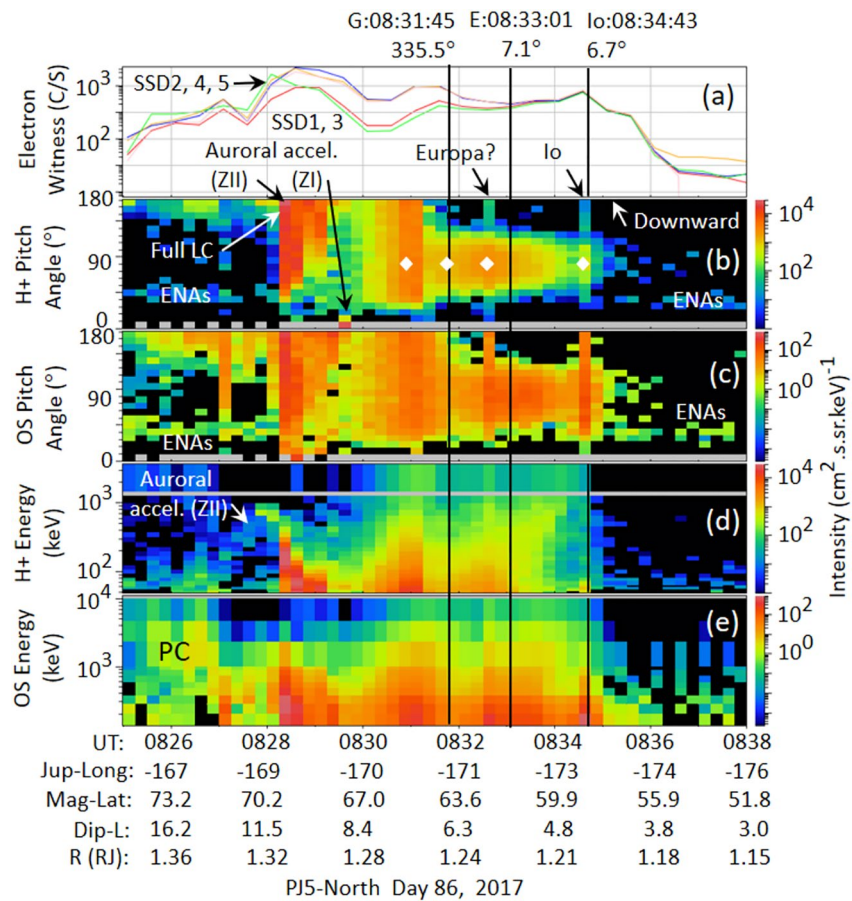 G:08:31:45 E:08:33:01 Io:08:34:43
335.5° 7.1° 6.7°
Electron
Witness (C/S)
10³
10²
SSD2, 4, 5
SSD1, 3
(a)
Auroral accel.
(ZII) (ZI)
Europa?
Io
H+ Pitch
Angle (°)
180
90
0
Full LC
ENAs
Downward
(b)
ENAs
10⁴
10²
10⁰
OS Pitch
Angle (°)
180
90
0
ENAs
(c)
ENAs
10²
10⁰
H+ Energy
(keV)
10³
10²
Auroral
accel. (ZII)
(d)
10⁴
10²
10⁰
OS Energy
(keV)
10⁴
10³
PC
(e)
10²
10⁰
Intensity (cm².s.sr.keV)⁻¹
UT: 0826 0828 0830 0832 0834 0836 0838
Jup-Long: -167 -169 -170 -171 -173 -174 -176
Mag-Lat: 73.2 70.2 67.0 63.6 59.9 55.9 51.8
Dip-L: 16.2 11.5 8.4 6.3 4.8 3.8 3.0
R (RJ) 1.36 1.32 1.28 1.24 1.21 1.18 1.15
PJ5-North Day 86, 2017